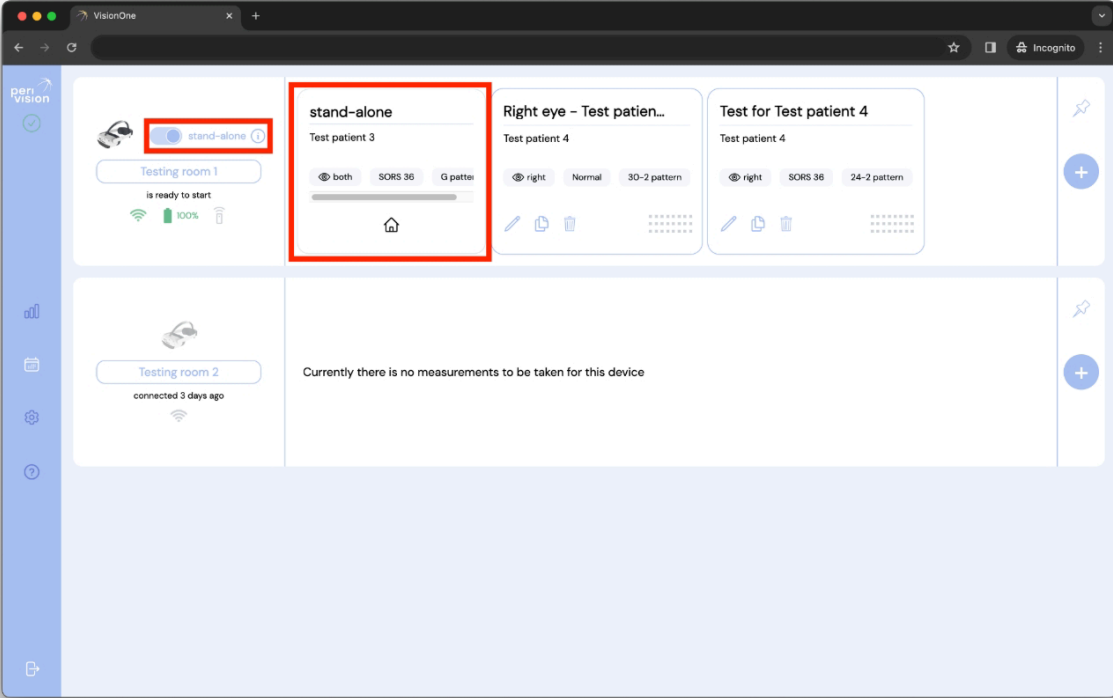 VisionOne
Incognito
peri
vision
stand-alone
Testing room 1
is ready to start
100%
stand-alone
Test patient 3
both
SORS 36
G patter
Right eye - Test patien...
Test patient 4
right
Normal
30-2 pattern
Test for Test patient 4
Test patient 4
right
SORS 36
24-2 pattern
Testing room 2
connected 3 days ago
Currently there is no measurements to be taken for this device